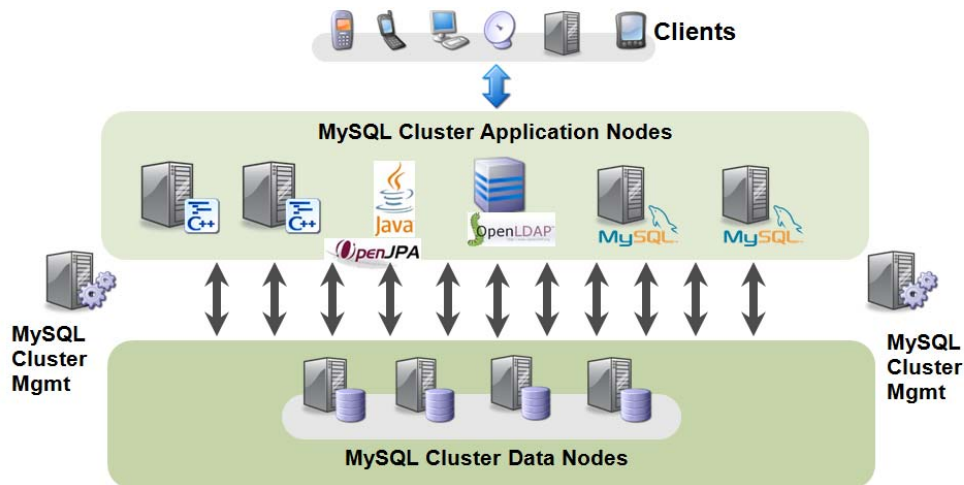 Clients
MySQL Cluster Application Nodes
C++
C++
Java
OpenJPA
OpenLDAP
MySQL
MySQL
MySQL
Cluster
Mgmt
MySQL
Cluster
Mgmt
MySQL Cluster Data Nodes